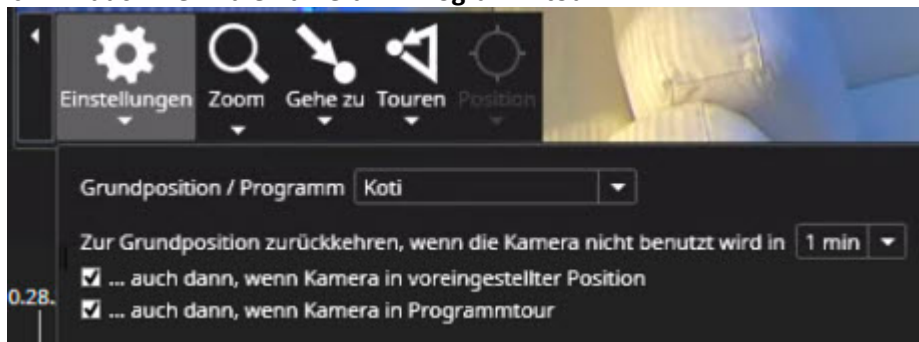 Einstellungen Zoom Gehe zu Touren Position
Grundposition / Programm Koti
Zur Grundposition zurückkehren, wenn die Kamera nicht benutzt wird in 1 min
... auch dann, wenn Kamera in voreingestellter Position
0.28.
... auch dann, wenn Kamera in Programmtour